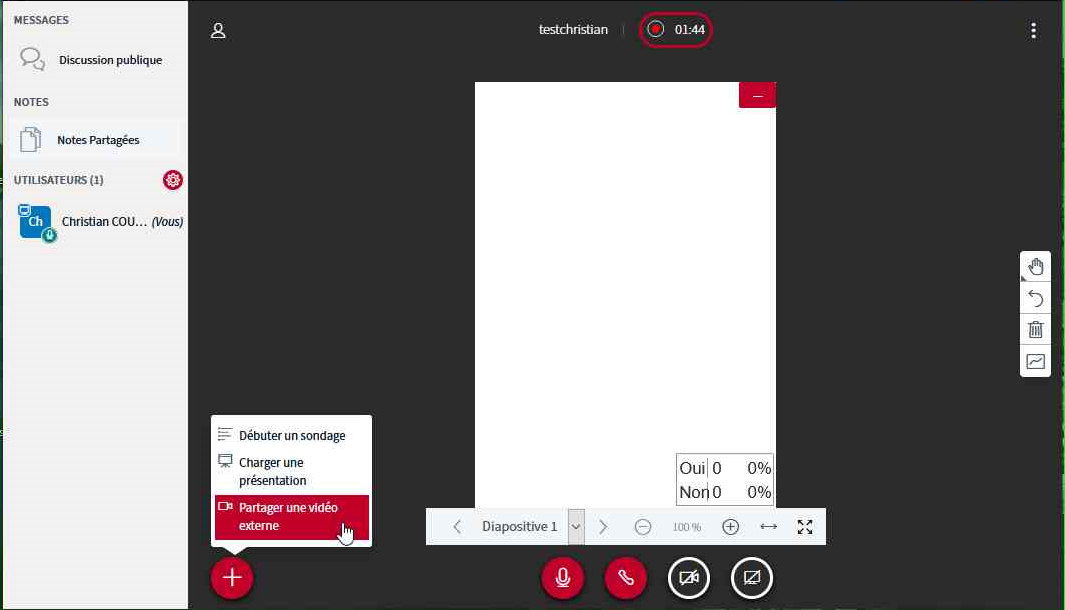 MESSAGES
Discussion publique
NOTES
Notes Partagées
UTILISATEURS (1)
Ch
Christian COU... (Vous)
testchristian
01:44
Débuter un sondage
Charger une
présentation
Partager une vidéo
externe
Oui 0 0%
Non 0 0%
Diapositive 1
100 %